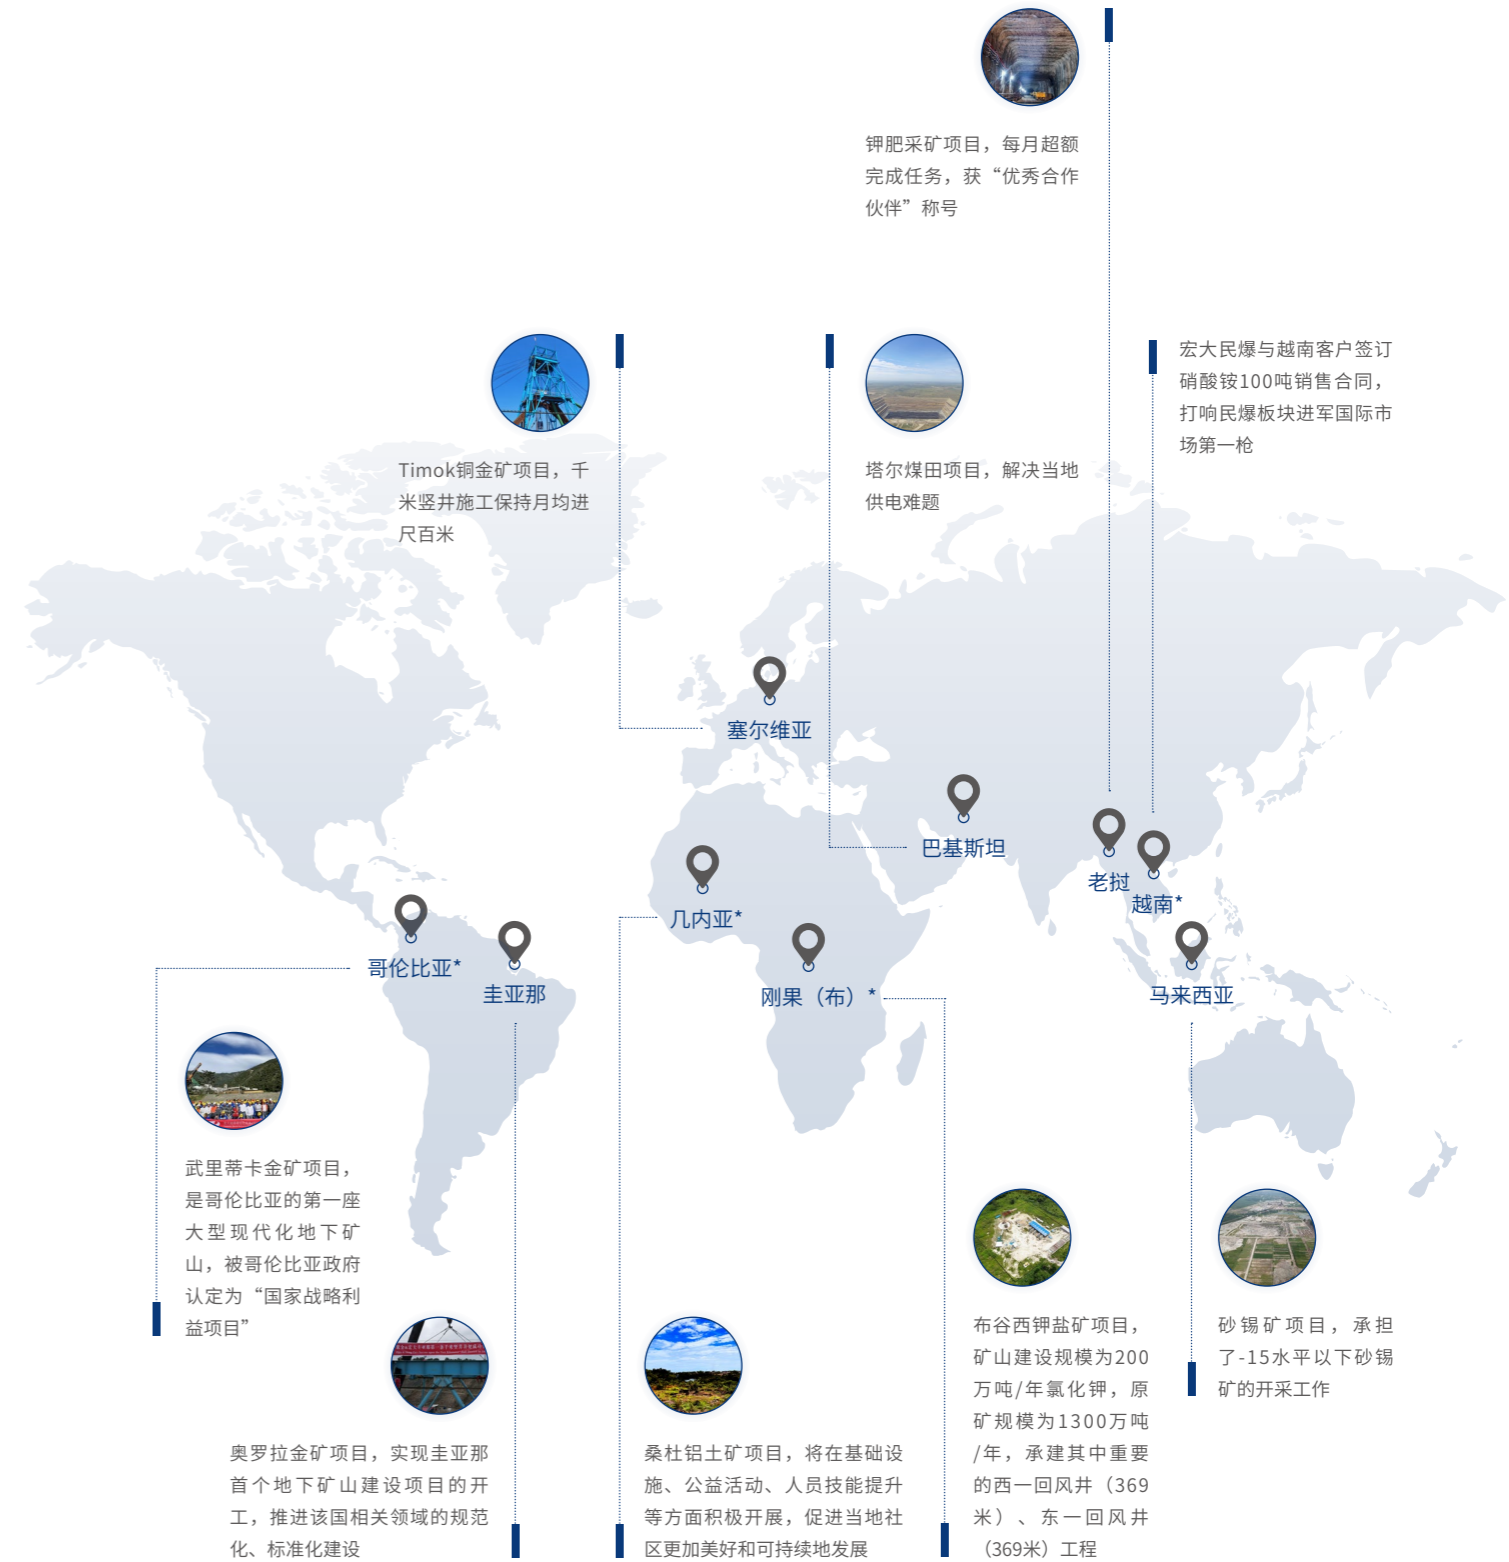 钾肥采矿项目，每月超额
完成任务，获“优秀合作
伙伴”称号
Timok铜金矿项目，千
米竖井施工保持月均进
尺百米
塔尔煤田项目，解决当地
供电难题
宏大民爆与越南客户签订
硝酸铵100吨销售合同，
打响民爆板块进军国际市
场第一枪
塞尔维亚
巴基斯坦
老挝
越南*
几内亚*
哥伦比亚*
圭亚那
刚果（布）*
马来西亚
武里蒂卡金矿项目，
是哥伦比亚的第一座
大型现代化地下矿
山，被哥伦比亚政府
认定为“国家战略利
益项目”
奥罗拉金矿项目，实现圭亚那
首个地下矿山建设项目的开
工，推进该国相关领域的规范
化、标准化建设
桑杜铝土矿项目，将在基础设
施、公益活动、人员技能提升
等方面积极开展，促进当地社
区更加美好和可持续地发展
布谷西钾盐矿项目，
矿山建设规模为200
万吨/年氯化钾，原
矿规模为1300万吨
/年，承建其中重要
的西一回风井（369
米）、东一回风井
（369米）工程
砂锡矿项目，承担
了-15水平以下砂锡
矿的开采工作